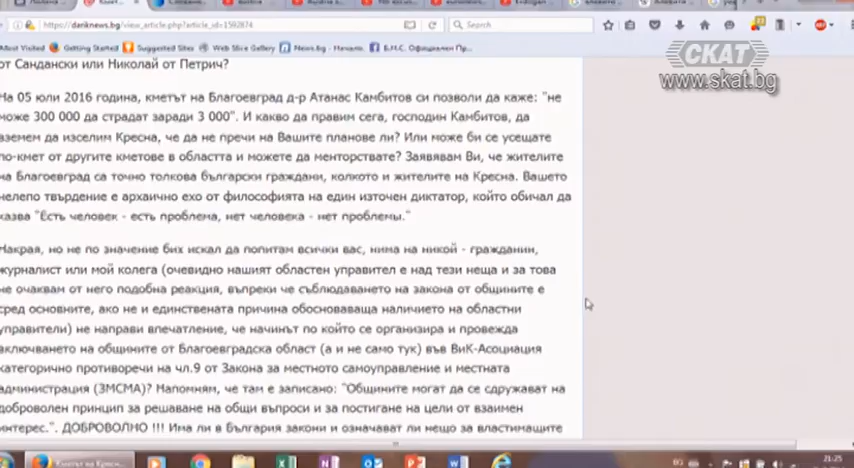 https://dariknews.bg/view_article.php?article_id=1592874
Search
Most Visited
Getting Started
Suggested Sites
Web Slice Gallery
News.bg - Начало.
СКАТ
www.skat.bg
от Сандански или Николай от Петрич?
На 05 юли 2016 година, кметът на Благоевград д-р Атанас Камбитов си позволи да каже: "не
може 300 000 да страдат заради 3 000". И какво да правим сега, господин Камбитов, да
вземем да изселим Кресна, че да не пречи на Вашите планове ли? Или може би се усещате
по-кмет от другите кметове в областта и можете да менторствате? Заявявам Ви, че жителите
на Благоевград са точно толкова български граждани, колкото и жителите на Кресна. Вашето
нелепо твърдение е архаично ехо от философията на един източен диктатор, който обичал да
казва "Есть человек - есть проблема, нет человека - нет проблемы."
Накрая, но не по значение бих искал да попитам всички вас, нима на никой - гражданин,
журналист или мой колега (очевидно нашият областен управител е над тези неща и за това
не очаквам от него подобна реакция, въпреки че съблюдаването на закона от общините е
сред основните, ако не и единствената причина обосноваваща наличието на областни
управители) не направи впечатление, че начинът по който се организира и провежда
включването на общините от Благоевградска област (а и не само тук) във ВиК-Асоциация
категорично противоречи на чл.9 от Закона за местното самоуправление и местната
администрация (ЗМСМА)? Напомням, че там е записано: "Общините могат да се сдружават на
доброволен принцип за решаване на общи въпроси и за постигане на цели от взаимен
интерес.". ДОБРОВОЛНО !!! Има ли в България закони и означават ли нещо за властимащите
21:25